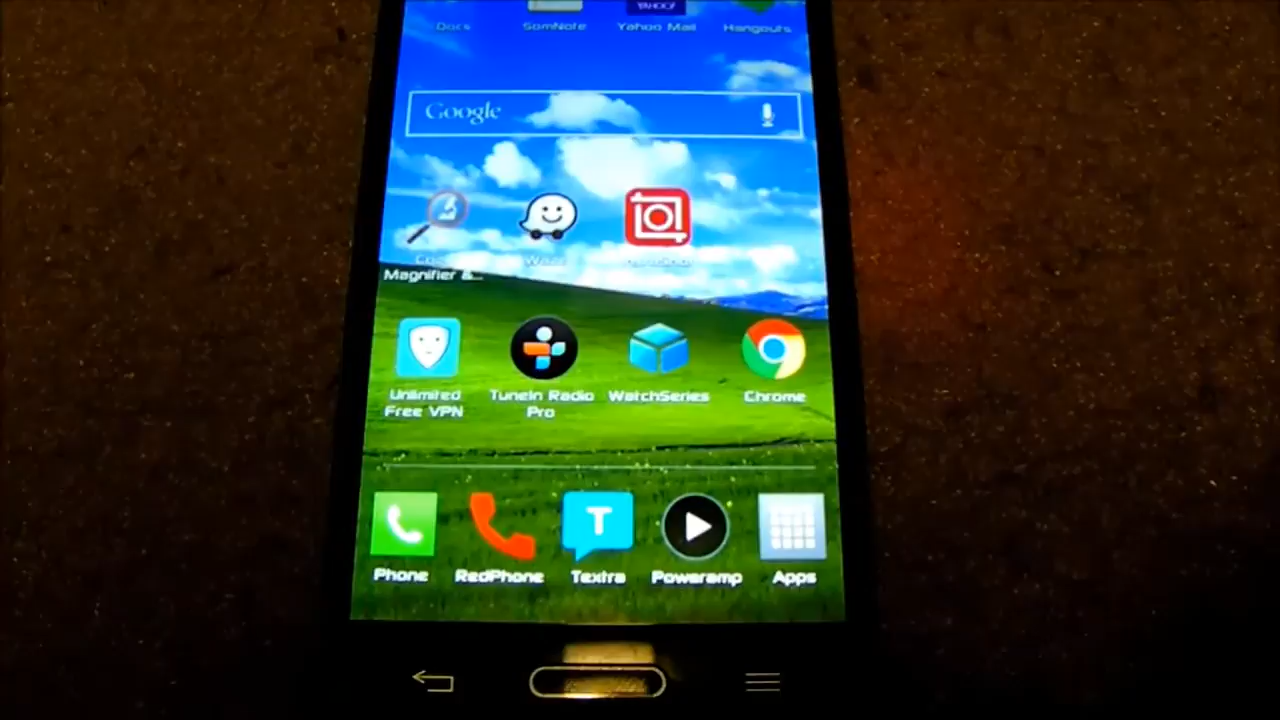 Docs
SomNote
YAHOO!
Yahoo Mail
Hangouts
Google
Magnifier &...
Unlimited
Free VPN
TuneIn Radio
Pro
WatchSeries
Chrome
T
Phone
RedPhone
Textra
Poweramp
Apps